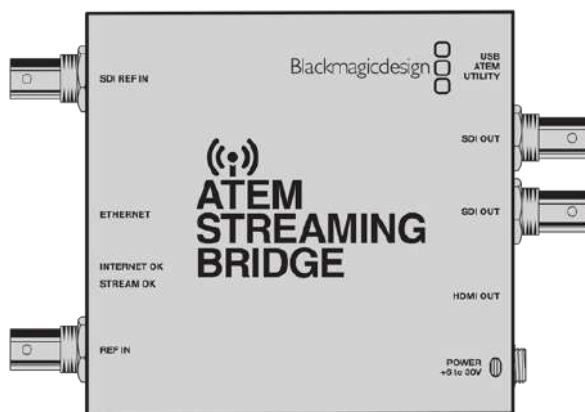 SDI REF IN
ETHERNET
INTERNET OK
STREAM OK
REF IN
Blackmagicdesign
ATEM
STREAMING
BRIDGE
USB
ATEM
UTILITY
SDI OUT
SDI OUT
HDMI OUT
POWER
+6 to 30V